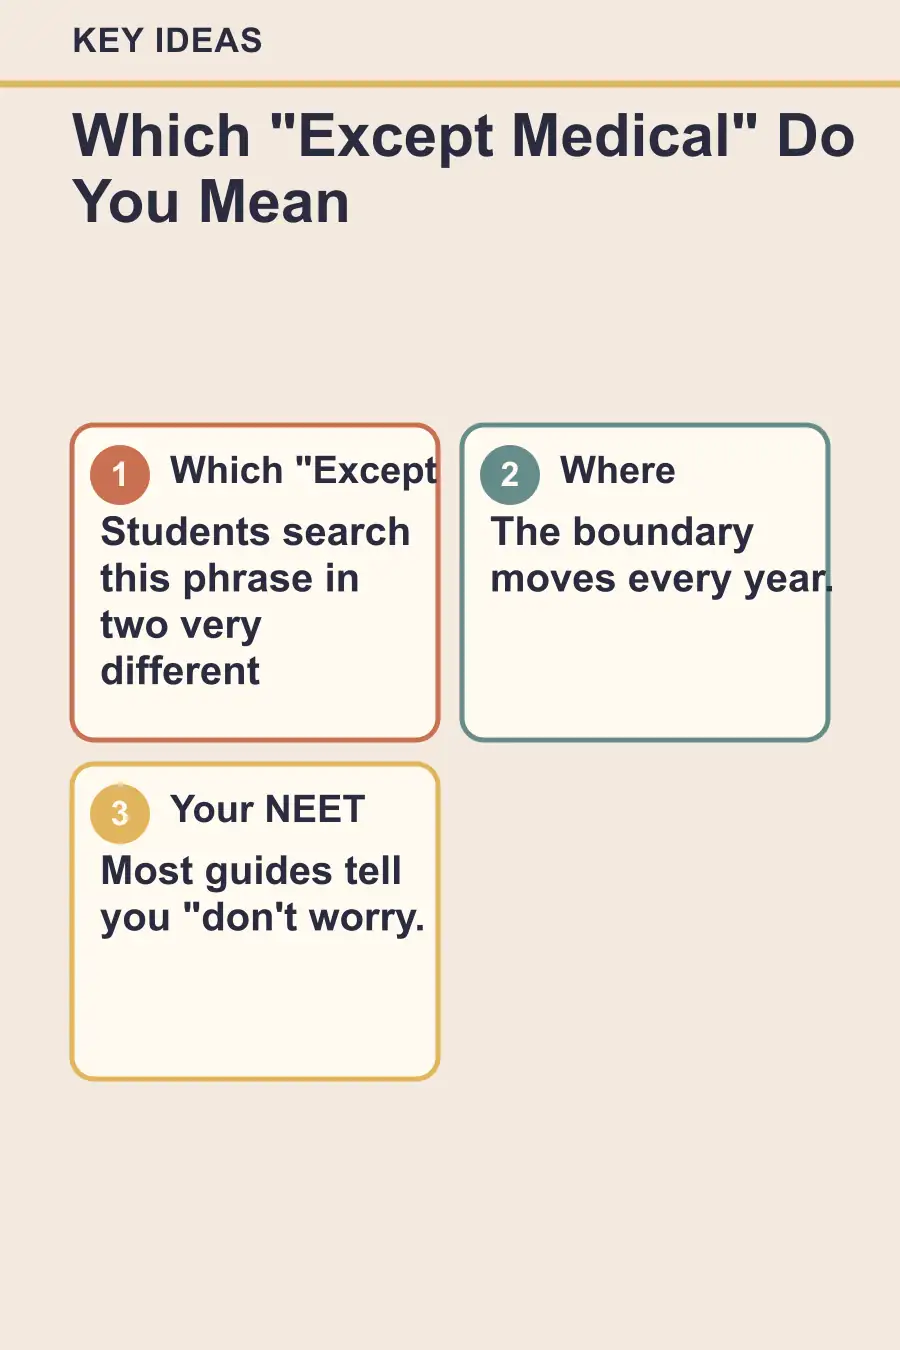 KEY IDEAS
Which "Except Medical" Do
You Mean
1
Which "Except
Students search
this phrase in
two very
different
2
Where
The boundary
moves every year.
3
Your NEET
Most guides tell
you "don't worry.